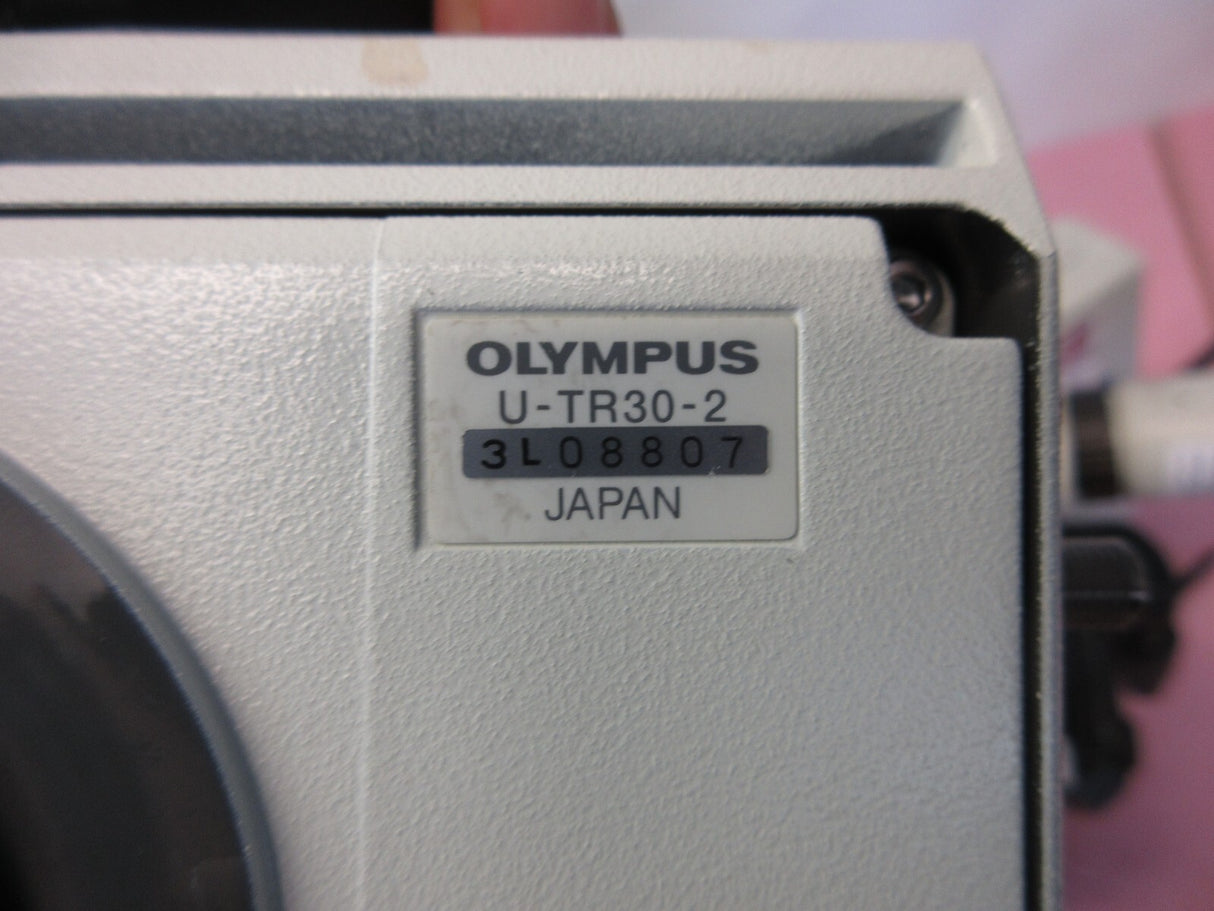 OLYMPUS
U-TR30-2
3L08807
JAPAN